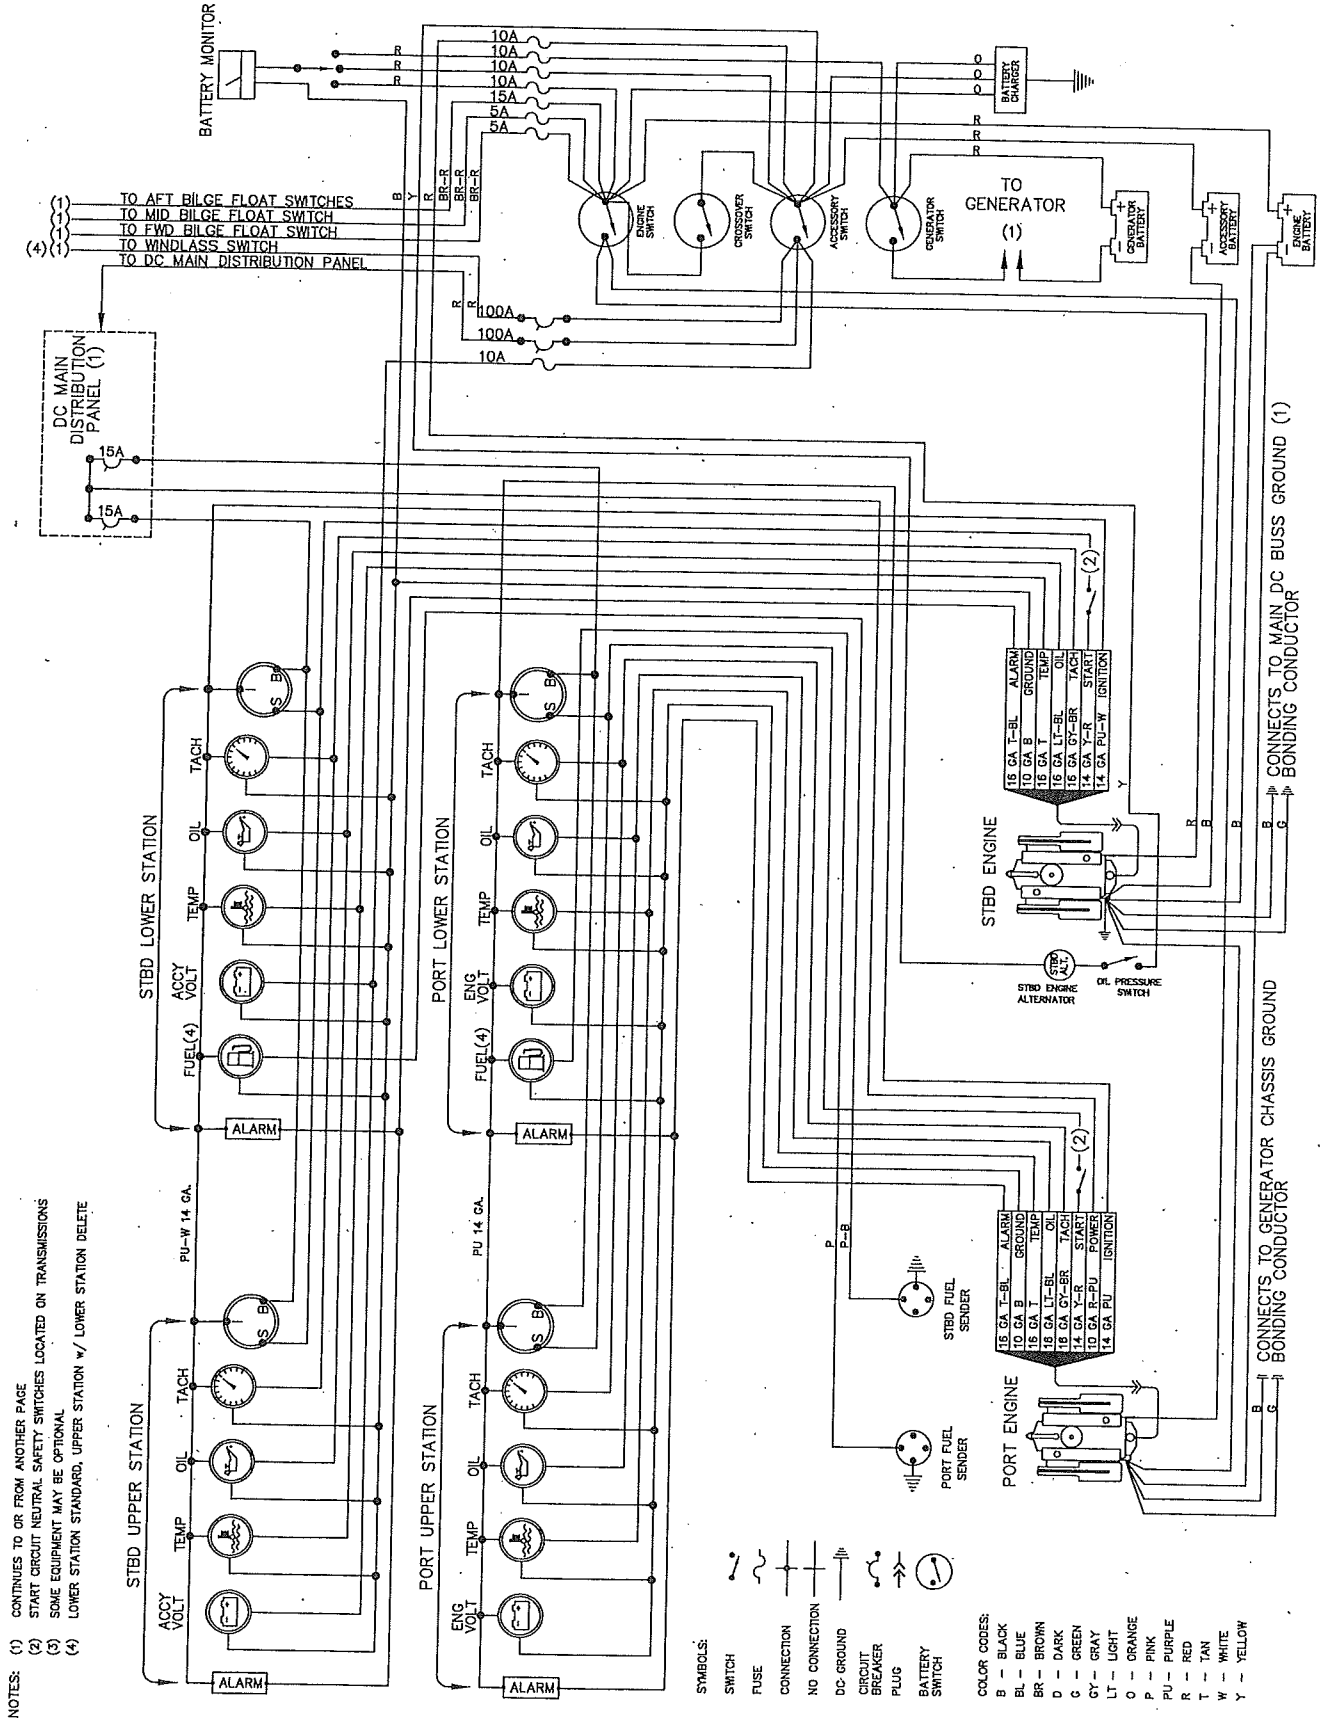 BATTERY MONITOR
R
R
R
10A
10A
10A
10A
15A
5A
5A
O
O
O
BATTERY
CHARGER
R
R
R
(1) TO AFT BILGE FLOAT SWITCHES
(1) TO MID BILGE FLOAT SWITCH
(1) TO FWD BILGE FLOAT SWITCH
(4)(1) TO WINDLASS SWITCH
TO DC MAIN DISTRIBUTION PANEL
B
Y
R
BR-R
BR-R
BR-R
ENGINE
SWITCH
CROSSOVER
SWITCH
ACCESSORY
SWITCH
GENERATOR
SWITCH
TO
GENERATOR
(1)
+
-
GENERATOR
BATTERY
+
-
ACCESSORY
BATTERY
+
-
ENGINE
BATTERY
R
R
100A
100A
10A
DC MAIN
DISTRIBUTION
PANEL (1)
15A
15A
STBD LOWER STATION
I
B
S
TACH
OIL
TEMP
ACCY
VOLT
FUEL(4)
ALARM
PORT LOWER STATION
I
B
S
TACH
OIL
TEMP
ENG
VOLT
FUEL(4)
ALARM
PU-W 14 GA.
PU 14 GA.
STBD UPPER STATION
I
B
S
TACH
OIL
TEMP
ACCY
VOLT
ALARM
PORT UPPER STATION
I
B
S
TACH
OIL
TEMP
ENG
VOLT
ALARM
STBD ENGINE
16 GA T-BL ALARM
10 GA B GROUND
16 GA T TEMP
16 GA LT-BL OIL
16 GA GY-BR TACH
14 GA Y-R START
14 GA PU-W IGNITION
(2)
Y
R
B
B
B
G
CONNECTS TO MAIN DC BUSS GROUND (1)
BONDING CONDUCTOR
STBD
ALT.
STBD ENGINE
ALTERNATOR
OIL PRESSURE
SWITCH
P
P-B
STBD FUEL
SENDER
PORT FUEL
SENDER
PORT ENGINE
16 GA T-BL ALARM
10 GA B GROUND
16 GA T TEMP
16 GA LT-BL OIL
16 GA GY-BR TACH
14 GA Y-R START
10 GA R-PU POWER
14 GA PU IGNITION
(2)
B
G
CONNECTS TO GENERATOR CHASSIS GROUND
BONDING CONDUCTOR
NOTES: (1) CONTINUES TO OR FROM ANOTHER PAGE
(2) START CIRCUIT NEUTRAL SAFETY SWITCHES LOCATED ON TRANSMISSIONS
(3) SOME EQUIPMENT MAY BE OPTIONAL
(4) LOWER STATION STANDARD, UPPER STATION w/ LOWER STATION DELETE
SYMBOLS:
SWITCH
FUSE
CONNECTION
NO CONNECTION
DC-GROUND
CIRCUIT
BREAKER
PLUG
BATTERY
SWITCH
COLOR CODES:
B - BLACK
BL - BLUE
BR - BROWN
D - DARK
G - GREEN
GY - GRAY
LT - LIGHT
O - ORANGE
P - PINK
PU - PURPLE
R - RED
T - TAN
W - WHITE
Y - YELLOW